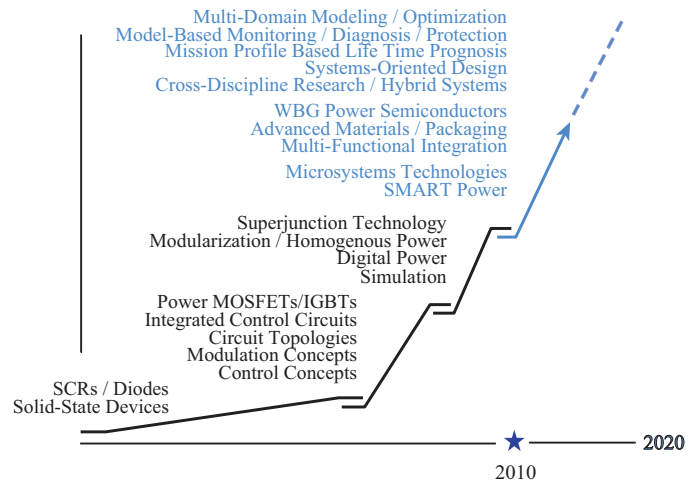 Multi-Domain Modeling / Optimization
Model-Based Monitoring / Diagnosis / Protection
Mission Profile Based Life Time Prognosis
Systems-Oriented Design
Cross-Discipline Research / Hybrid Systems
WBG Power Semiconductors
Advanced Materials / Packaging
Multi-Functional Integration
Microsystems Technologies
SMART Power
Superjunction Technology
Modularization / Homogenous Power
Digital Power
Simulation
Power MOSFETs/IGBTs
Integrated Control Circuits
Circuit Topologies
Modulation Concepts
Control Concepts
SCRs / Diodes
Solid-State Devices
2020
2010